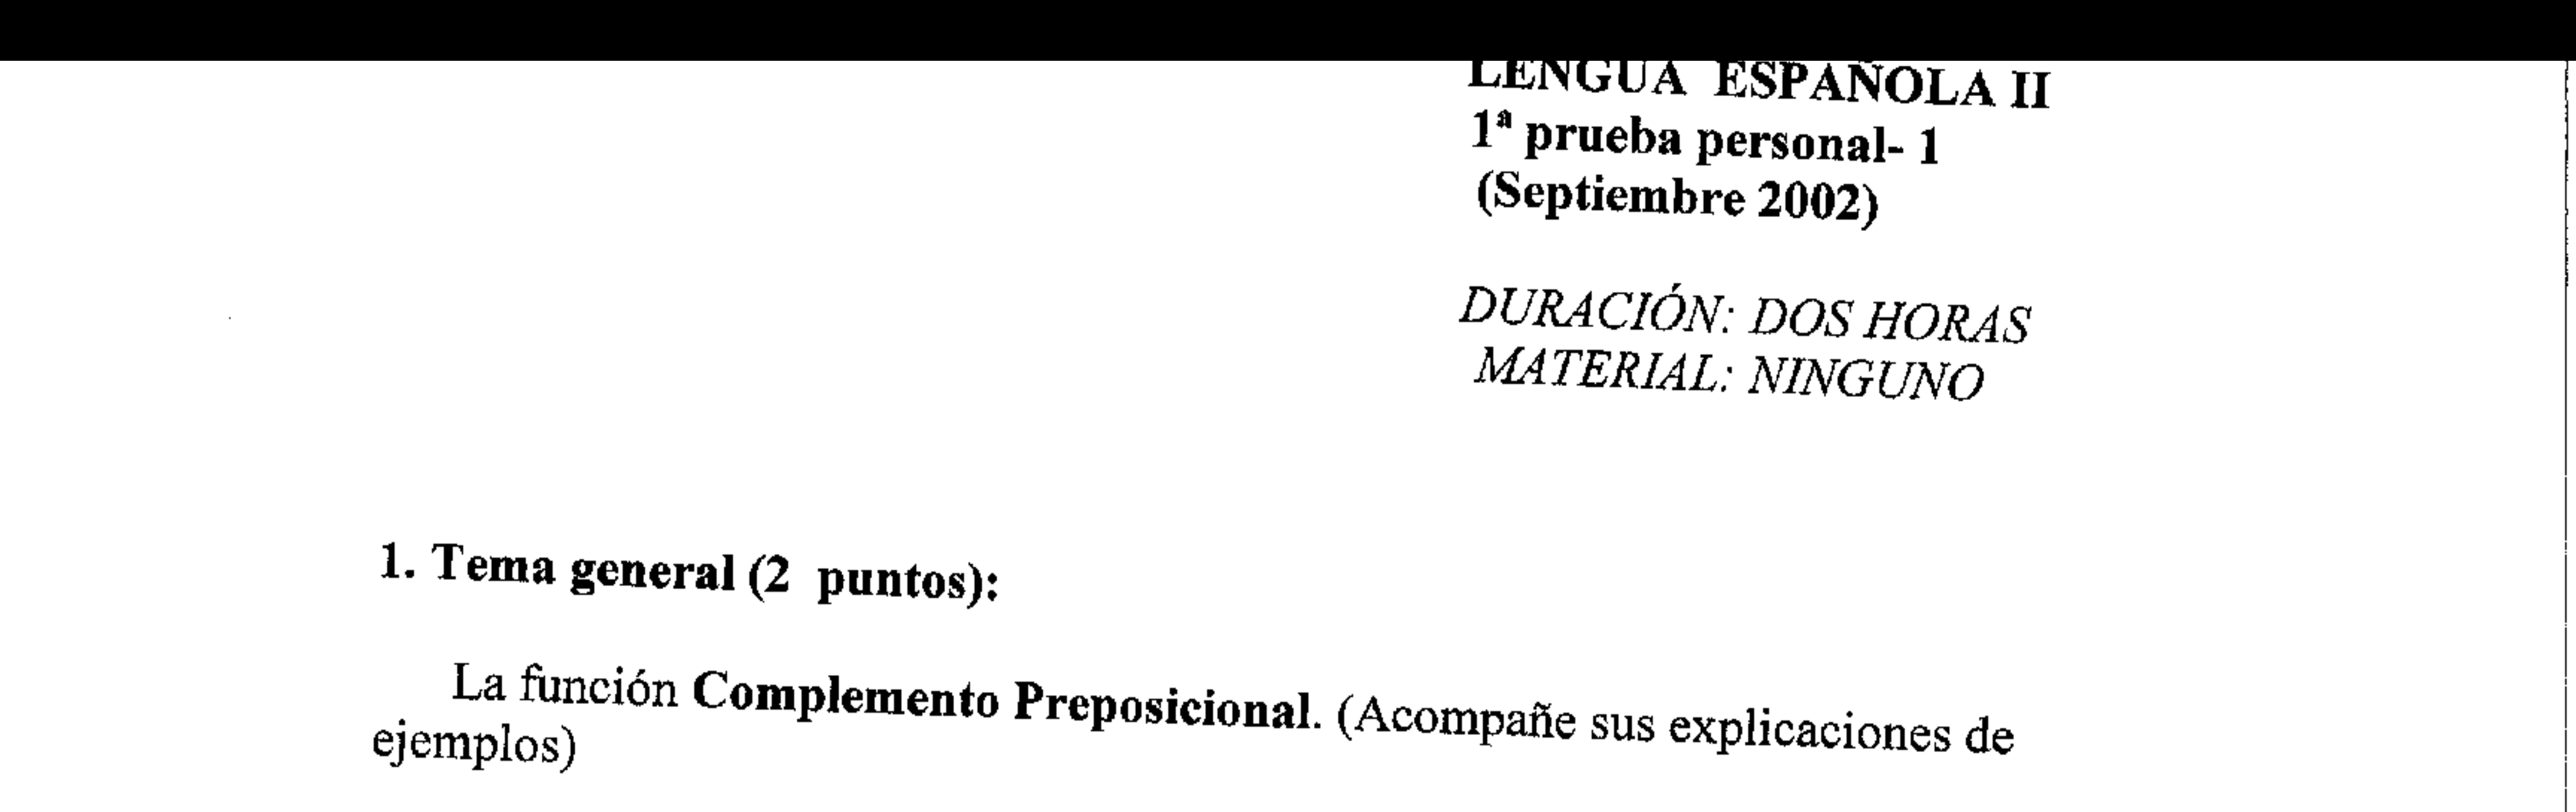 LENGUA ESPAÑOLA II
1ª prueba personal- 1
(Septiembre 2002)
DURACIÓN: DOS HORAS
MATERIAL: NINGUNO
1. Tema general (2 puntos):
La función Complemento Preposicional. (Acompañe sus explicaciones de
ejemplos)